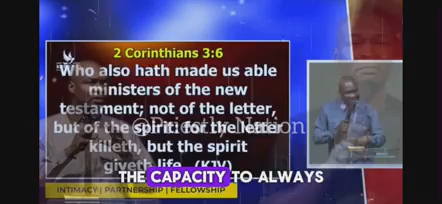 2 Corinthians 3:6
Who also hath made us able
ministers of the new
testament; not of the letter,
but of the spirit: for the letter
killeth, but the spirit
giveth life. (KJV)
@Priestly Nation
THE CAPACITY TO ALWAYS
INTIMACY | PARTNERSHIP | FELLOWSHIP